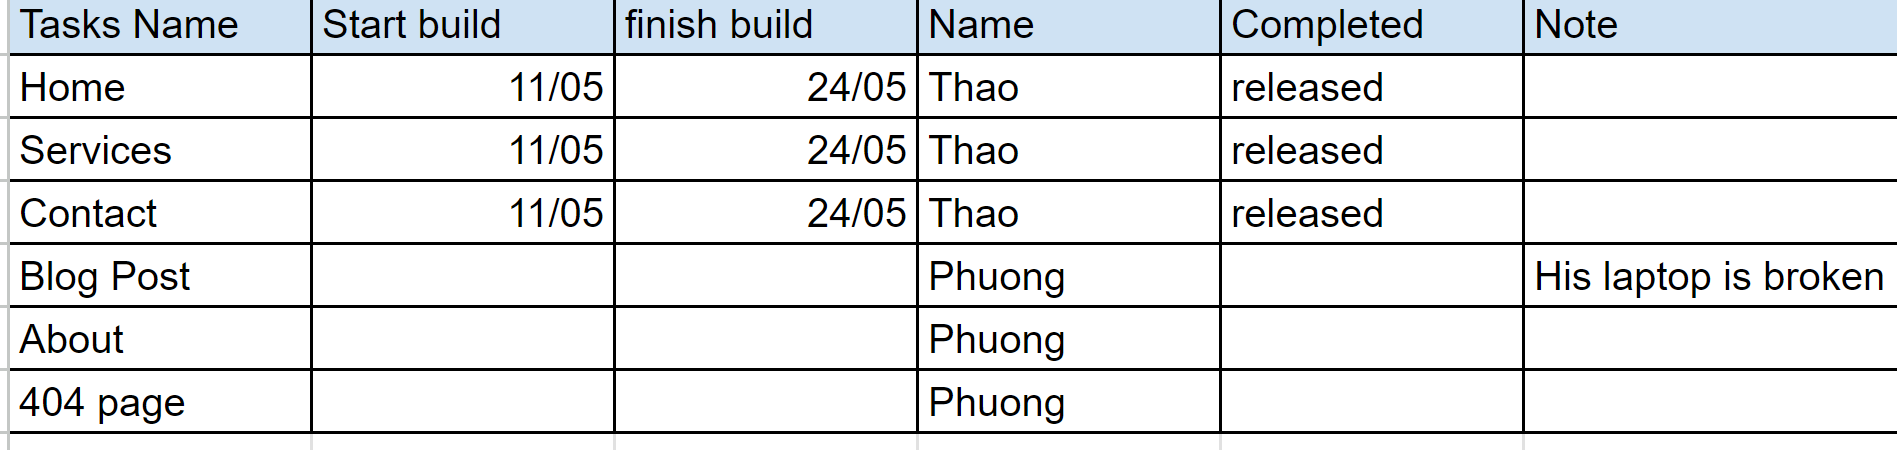 Tasks Name Start build finish build Name Completed Note
Home 11/05 24/05 Thao released
Services 11/05 24/05 Thao released
Contact 11/05 24/05 Thao released
Blog Post Phuong His laptop is broken
About Phuong
404 page Phuong